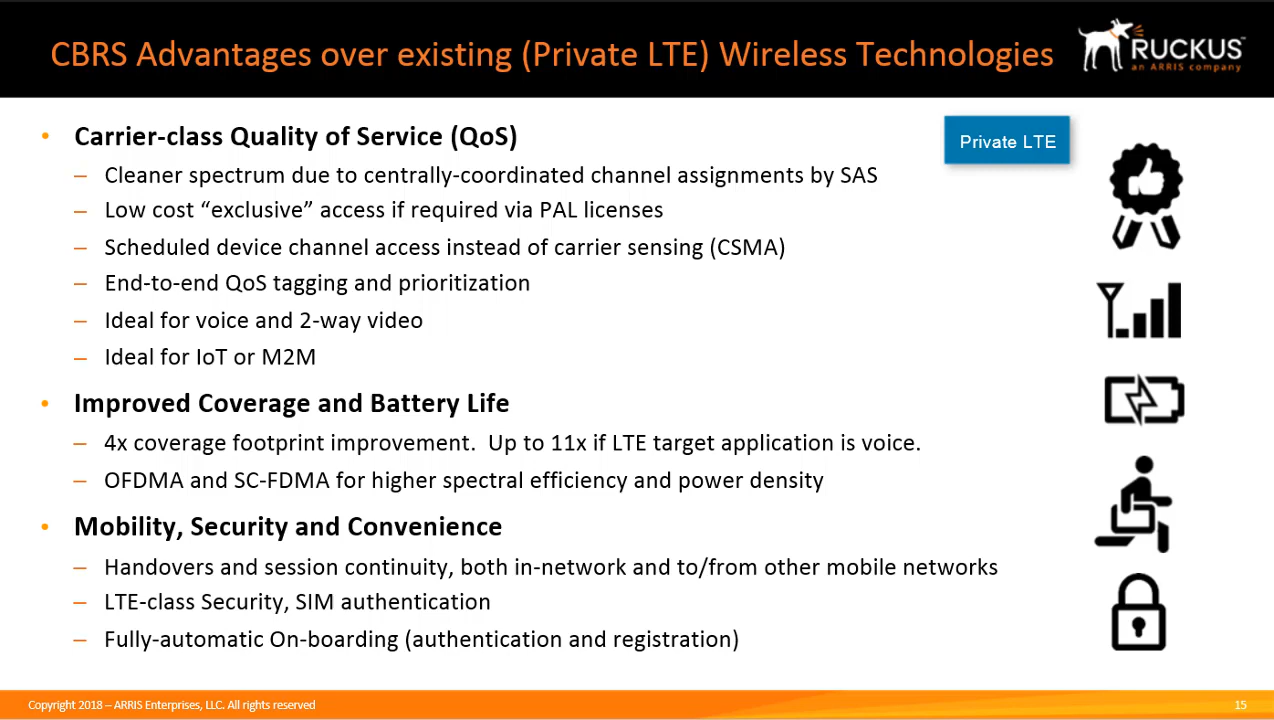 CBRS Advantages over existing (Private LTE) Wireless Technologies
RUCKUS™
an ARRIS company
Private LTE
• Carrier-class Quality of Service (QoS)
– Cleaner spectrum due to centrally-coordinated channel assignments by SAS
– Low cost “exclusive” access if required via PAL licenses
– Scheduled device channel access instead of carrier sensing (CSMA)
– End-to-end QoS tagging and prioritization
– Ideal for voice and 2-way video
– Ideal for IoT or M2M
• Improved Coverage and Battery Life
– 4x coverage footprint improvement.  Up to 11x if LTE target application is voice.
– OFDMA and SC-FDMA for higher spectral efficiency and power density
• Mobility, Security and Convenience
– Handovers and session continuity, both in-network and to/from other mobile networks
– LTE-class Security, SIM authentication
– Fully-automatic On-boarding (authentication and registration)
Copyright 2018 – ARRIS Enterprises, LLC. All rights reserved
15